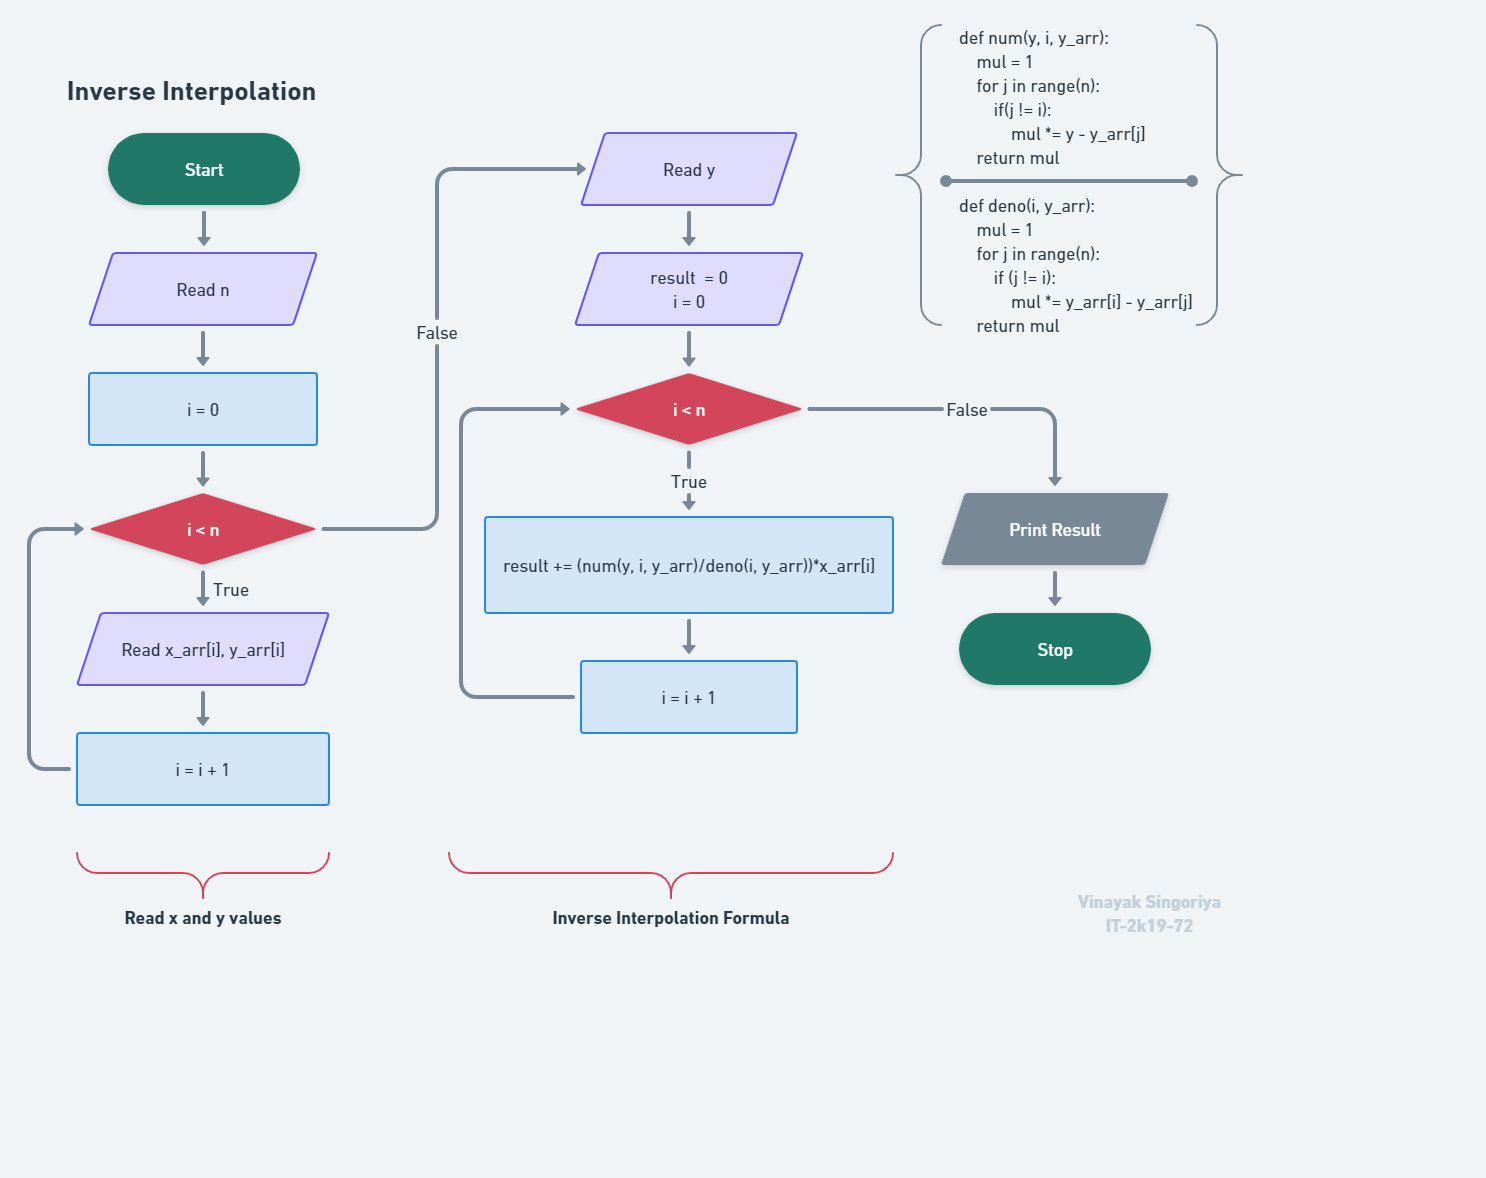 Inverse Interpolation
Start
Read n
i = 0
i < n
True
Read x_arr[i], y_arr[i]
i = i + 1
Read x and y values
False
Read y
result  = 0
i = 0
i < n
True
result += (num(y, i, y_arr)/deno(i, y_arr))*x_arr[i]
i = i + 1
Inverse Interpolation Formula
False
Print Result
Stop
def num(y, i, y_arr):
    mul = 1
    for j in range(n):
        if(j != i):
            mul *= y - y_arr[j]
    return mul
def deno(i, y_arr):
    mul = 1
    for j in range(n):
        if (j != i):
            mul *= y_arr[i] - y_arr[j]
    return mul
Vinayak Singoriya
IT-2k19-72